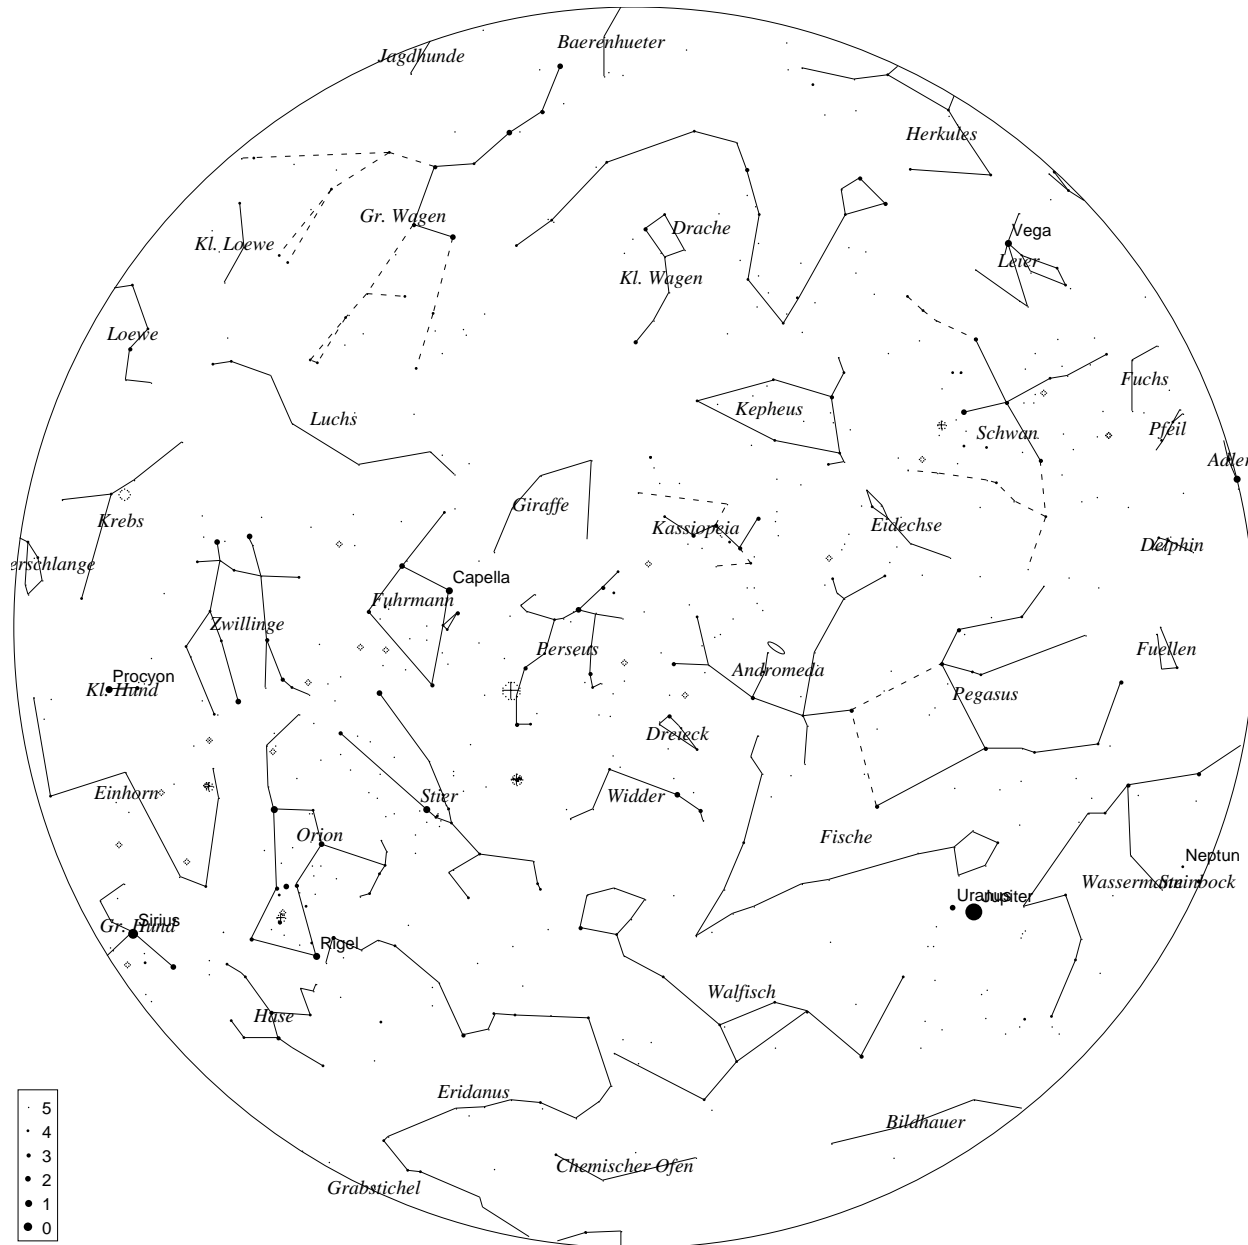 Jagdhunde
Baerenhueter
Herkules
Gr. Wagen
Kl. Loewe
Drache
Vega
Leier
Kl. Wagen
Loewe
Fuchs
Luchs
Kepheus
Schwan
Pfeil
Adler
Krebs
Giraffe
Kassiopeia
Eidechse
Delphin
erschlange
Capella
Fuhrmann
Zwillinge
Perseus
Andromeda
Fuellen
Procyon
Kl. Hund
Pegasus
Dreieck
Einhorn
Stier
Widder
Orion
Fische
Neptun
Wassermann
Steinbock
Uranus
Jupiter
Sirius
Gr. Hund
Rigel
Walfisch
Hase
Eridanus
Bildhauer
Chemischer Ofen
Grabstichel
5
4
3
2
1
0